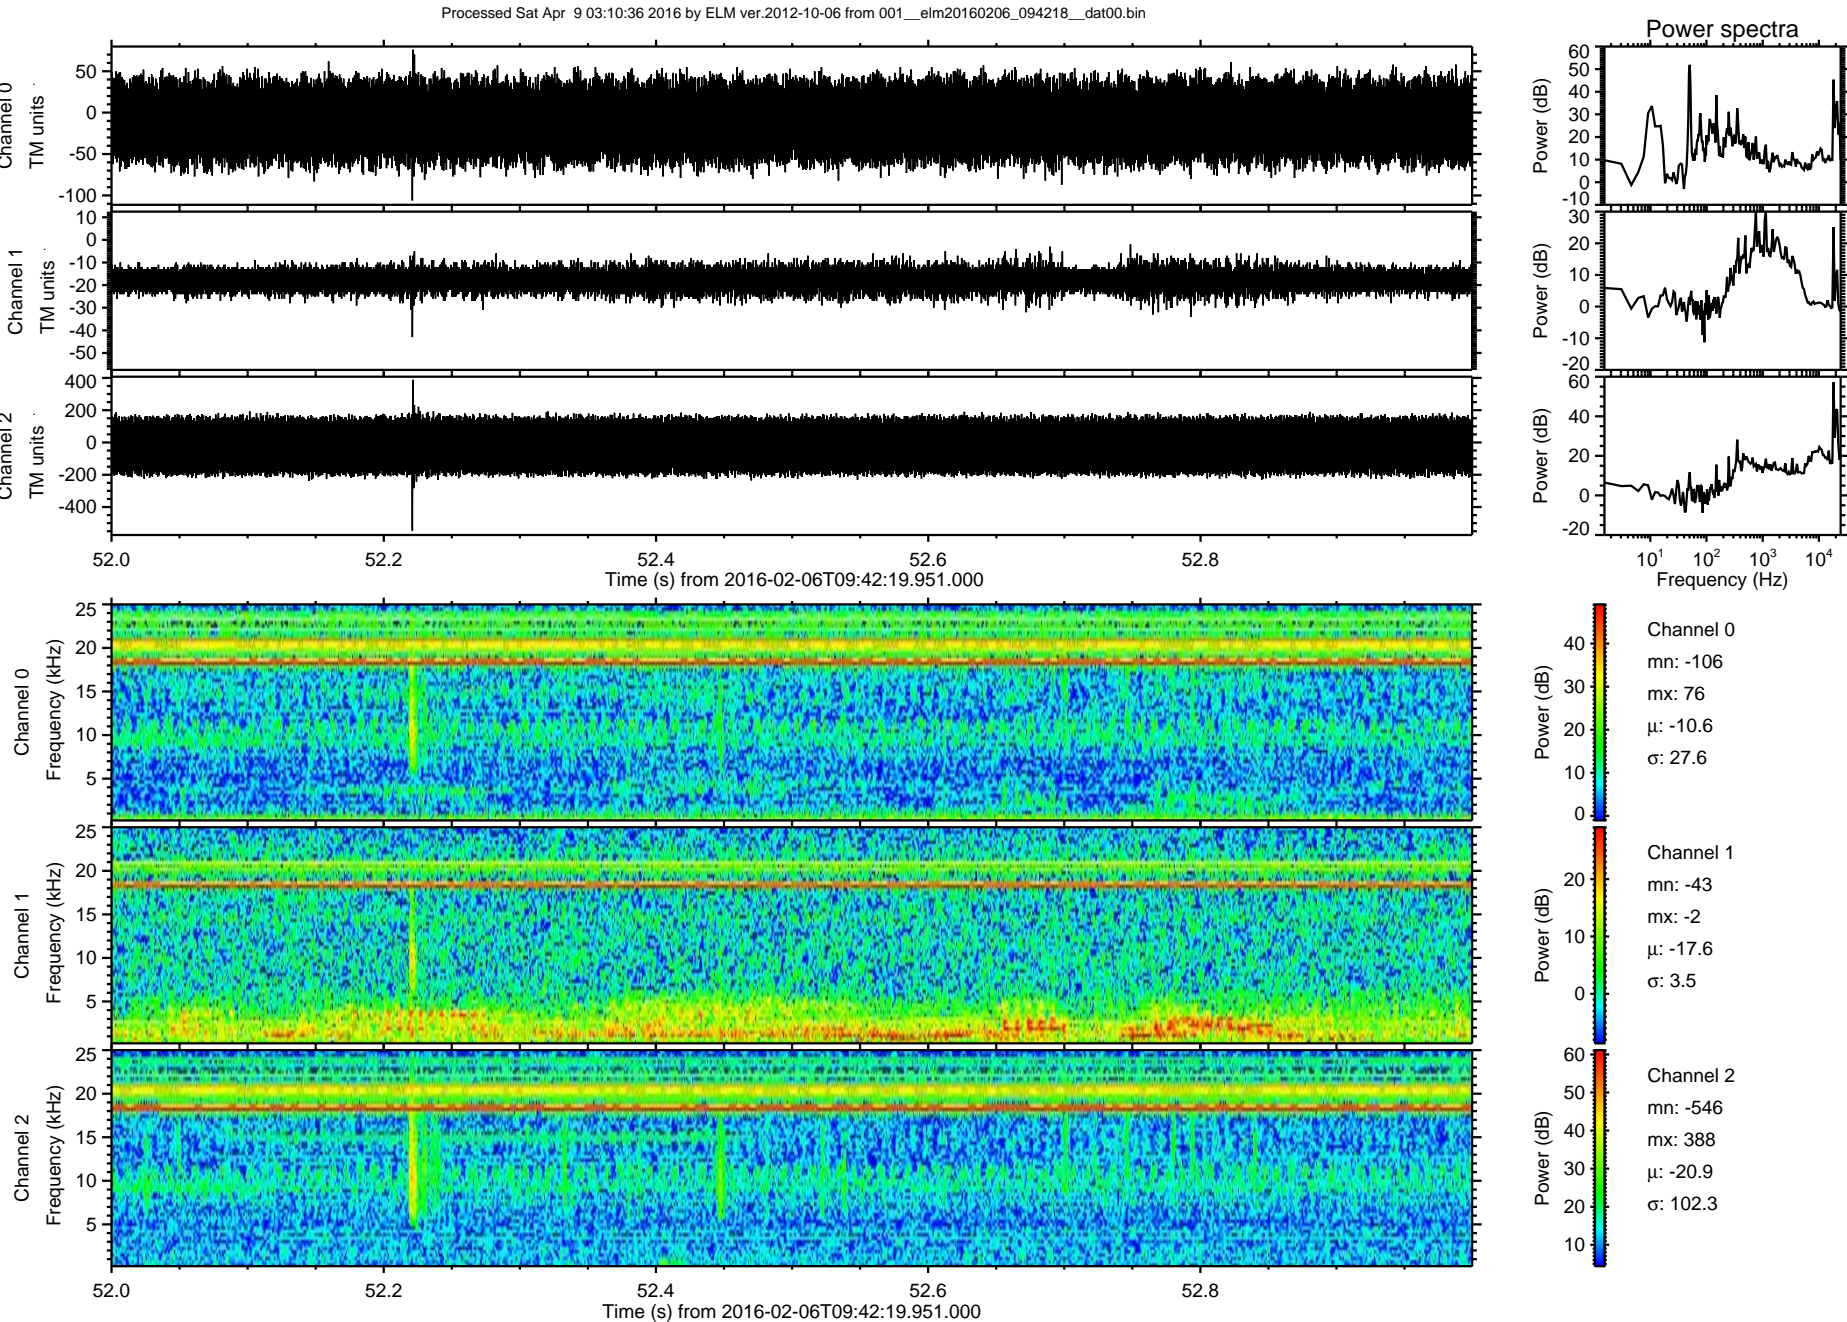 Processed Sat Apr 9 03:10:36 2016 by ELM ver.2012-10-06 from 001__elm20160206_094218__dat00.bin
Power spectra
Channel 0
TM units
50
0
-50
-100
Power (dB)
60
50
40
30
20
10
0
-10
Channel 1
TM units
10
0
-10
-20
-30
-40
-50
Power (dB)
30
20
10
0
-10
-20
Channel 2
TM units
400
200
0
-200
-400
Power (dB)
60
40
20
0
-20
52.0 52.2 52.4 52.6 52.8
Time (s) from 2016-02-06T09:42:19.951.000
10^1 10^2 10^3 10^4
Frequency (Hz)
Channel 0
Frequency (kHz)
25
20
15
10
5
Power (dB)
40
30
20
10
0
Channel 0
mn: -106
mx: 76
μ: -10.6
σ: 27.6
Channel 1
Frequency (kHz)
25
20
15
10
5
Power (dB)
20
10
0
Channel 1
mn: -43
mx: -2
μ: -17.6
σ: 3.5
Channel 2
Frequency (kHz)
25
20
15
10
5
Power (dB)
60
50
40
30
20
10
Channel 2
mn: -546
mx: 388
μ: -20.9
σ: 102.3
52.0 52.2 52.4 52.6 52.8
Time (s) from 2016-02-06T09:42:19.951.000